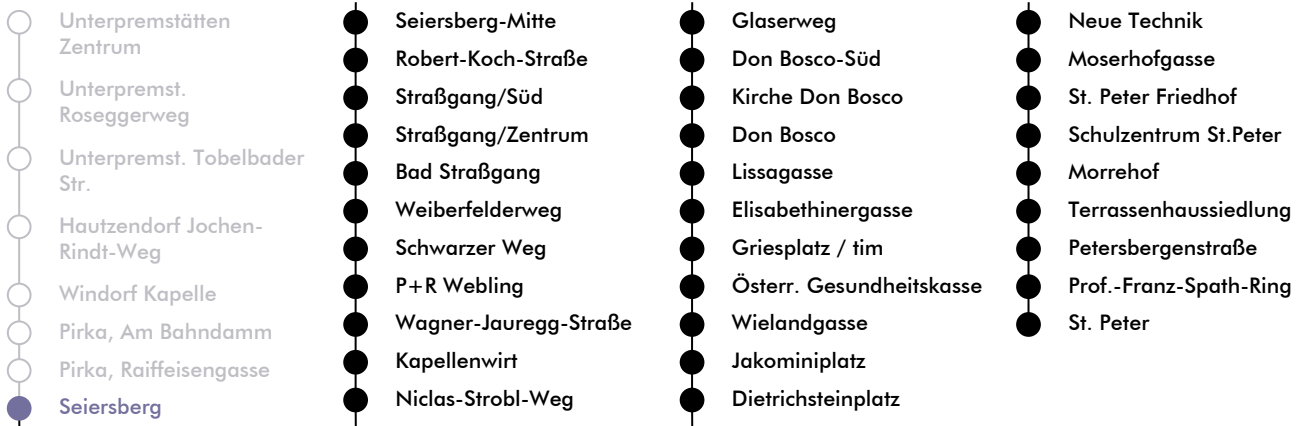 Unterpremstätten
Zentrum
Unterpremst.
Roseggerweg
Unterpremst. Tobelbader
Str.
Hautzendorf Jochen-
Rindt-Weg
Windorf Kapelle
Pirka, Am Bahndamm
Pirka, Raiffeisengasse
Seiersberg
Seiersberg-Mitte
Robert-Koch-Straße
Straßgang/Süd
Straßgang/Zentrum
Bad Straßgang
Weiberfelderweg
Schwarzer Weg
P+R Webling
Wagner-Jauregg-Straße
Kapellenwirt
Niclas-Strobl-Weg
Glaserweg
Don Bosco-Süd
Kirche Don Bosco
Don Bosco
Lissagasse
Elisabethinergasse
Griesplatz / tim
Österr. Gesundheitskasse
Wielandgasse
Jakominiplatz
Dietrichsteinplatz
Neue Technik
Moserhofgasse
St. Peter Friedhof
Schulzentrum St.Peter
Morrehof
Terrassenhaussiedlung
Petersbergenstraße
Prof.-Franz-Spath-Ring
St. Peter